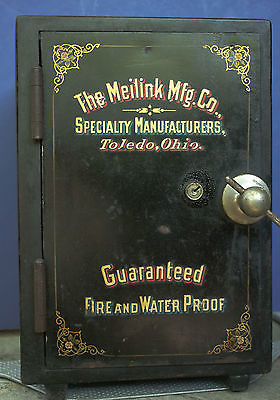 The Meilink Mfg. Co.,
Specialty Manufacturers,
Toledo, Ohio.
Guaranteed
Fire and Water Proof